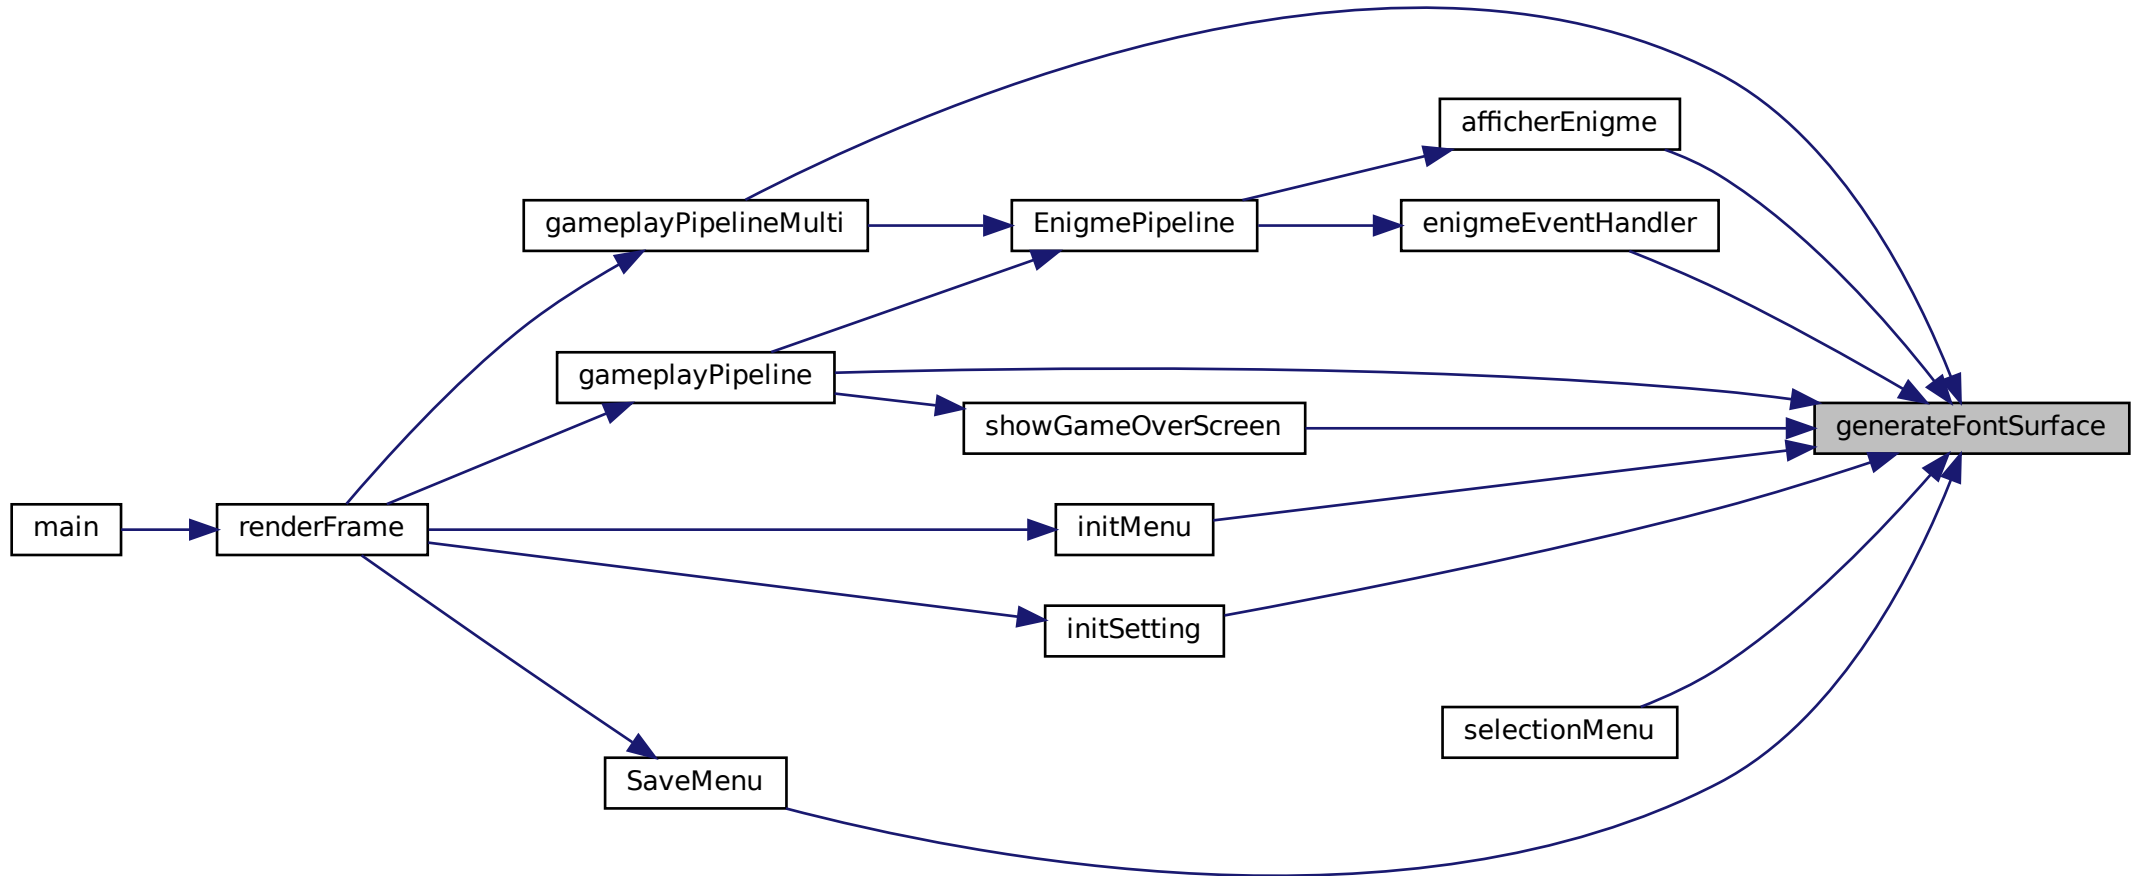 afficherEnigme
gameplayPipelineMulti
EnigmePipeline
enigmeEventHandler
gameplayPipeline
showGameOverScreen
generateFontSurface
main
renderFrame
initMenu
initSetting
selectionMenu
SaveMenu